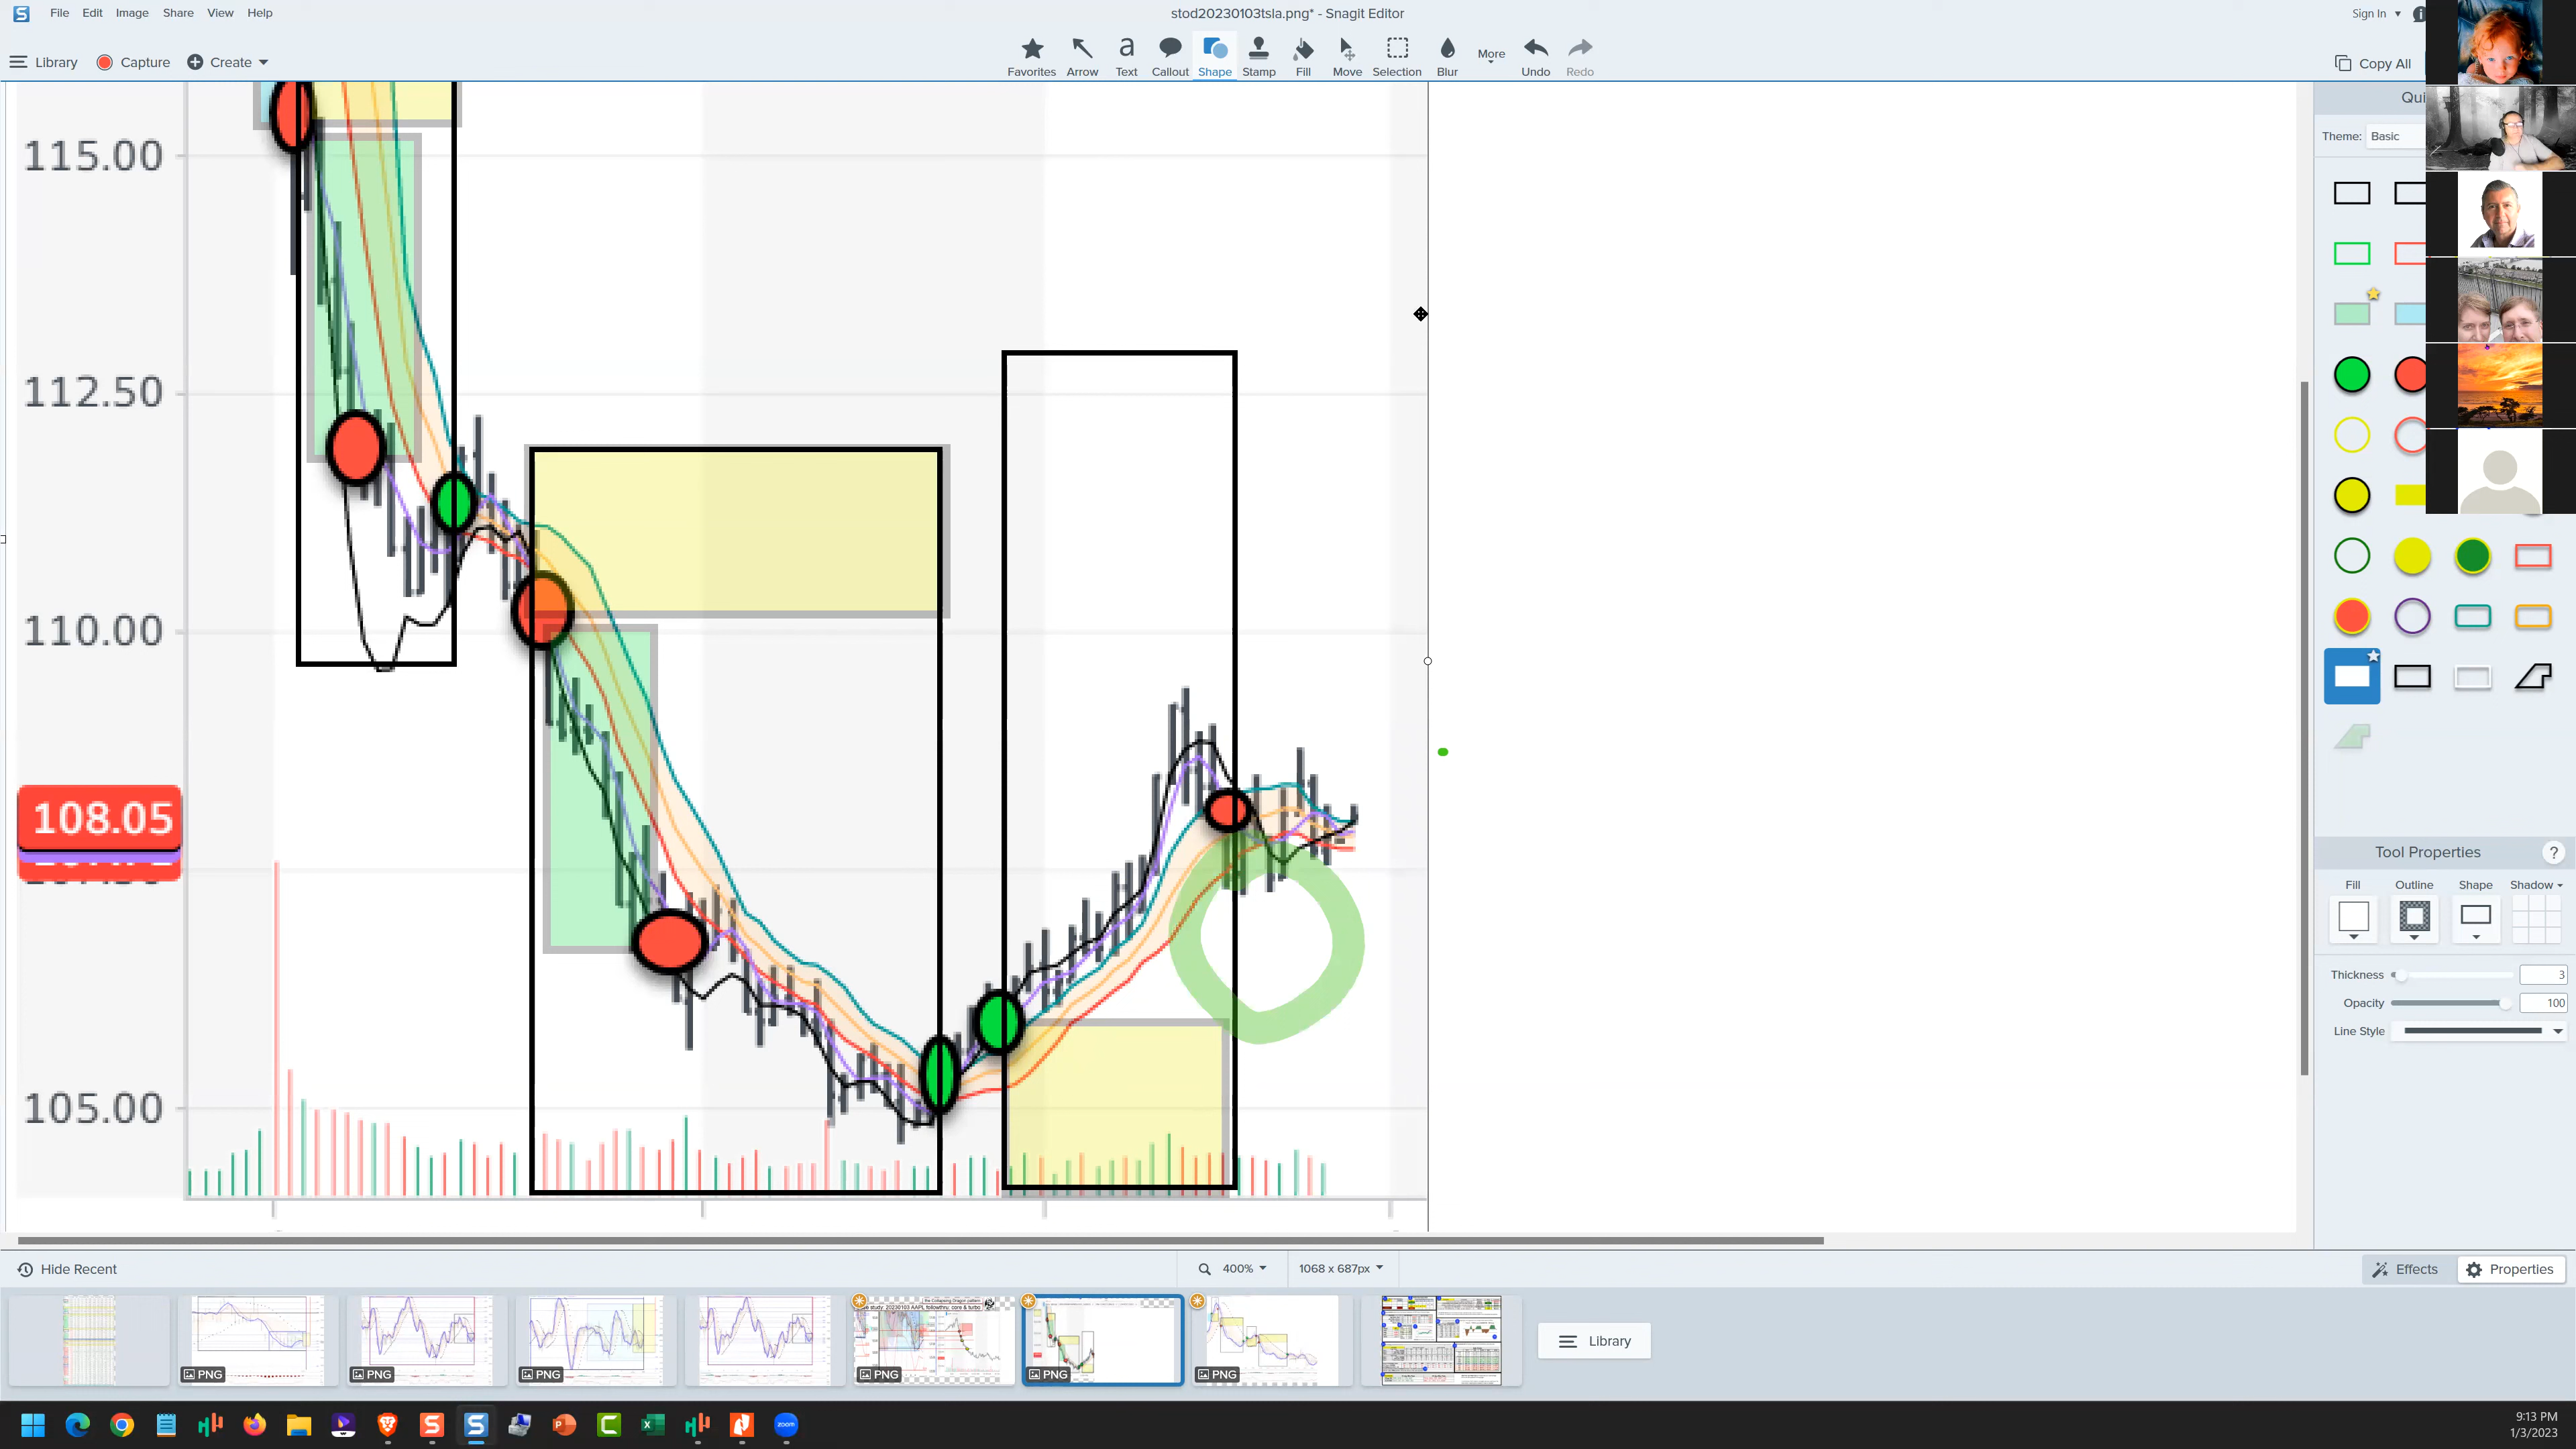 File Edit Image Share View Help
stod20230103tsla.png* - Snagit Editor
Sign In
Library Capture Create
Favorites Arrow Text Callout Shape Stamp Fill Move Selection Blur More Undo Redo
Copy All
Qui
Theme: Basic
115.00
112.50
110.00
108.05
105.00
Tool Properties ?
Fill Outline Shape Shadow
Thickness 3
Opacity 100
Line Style
Hide Recent
400%
1068 x 687px
Effects Properties
PNG
PNG
PNG
PNG
PNG
PNG
Library
zoom
9:13 PM
1/3/2023